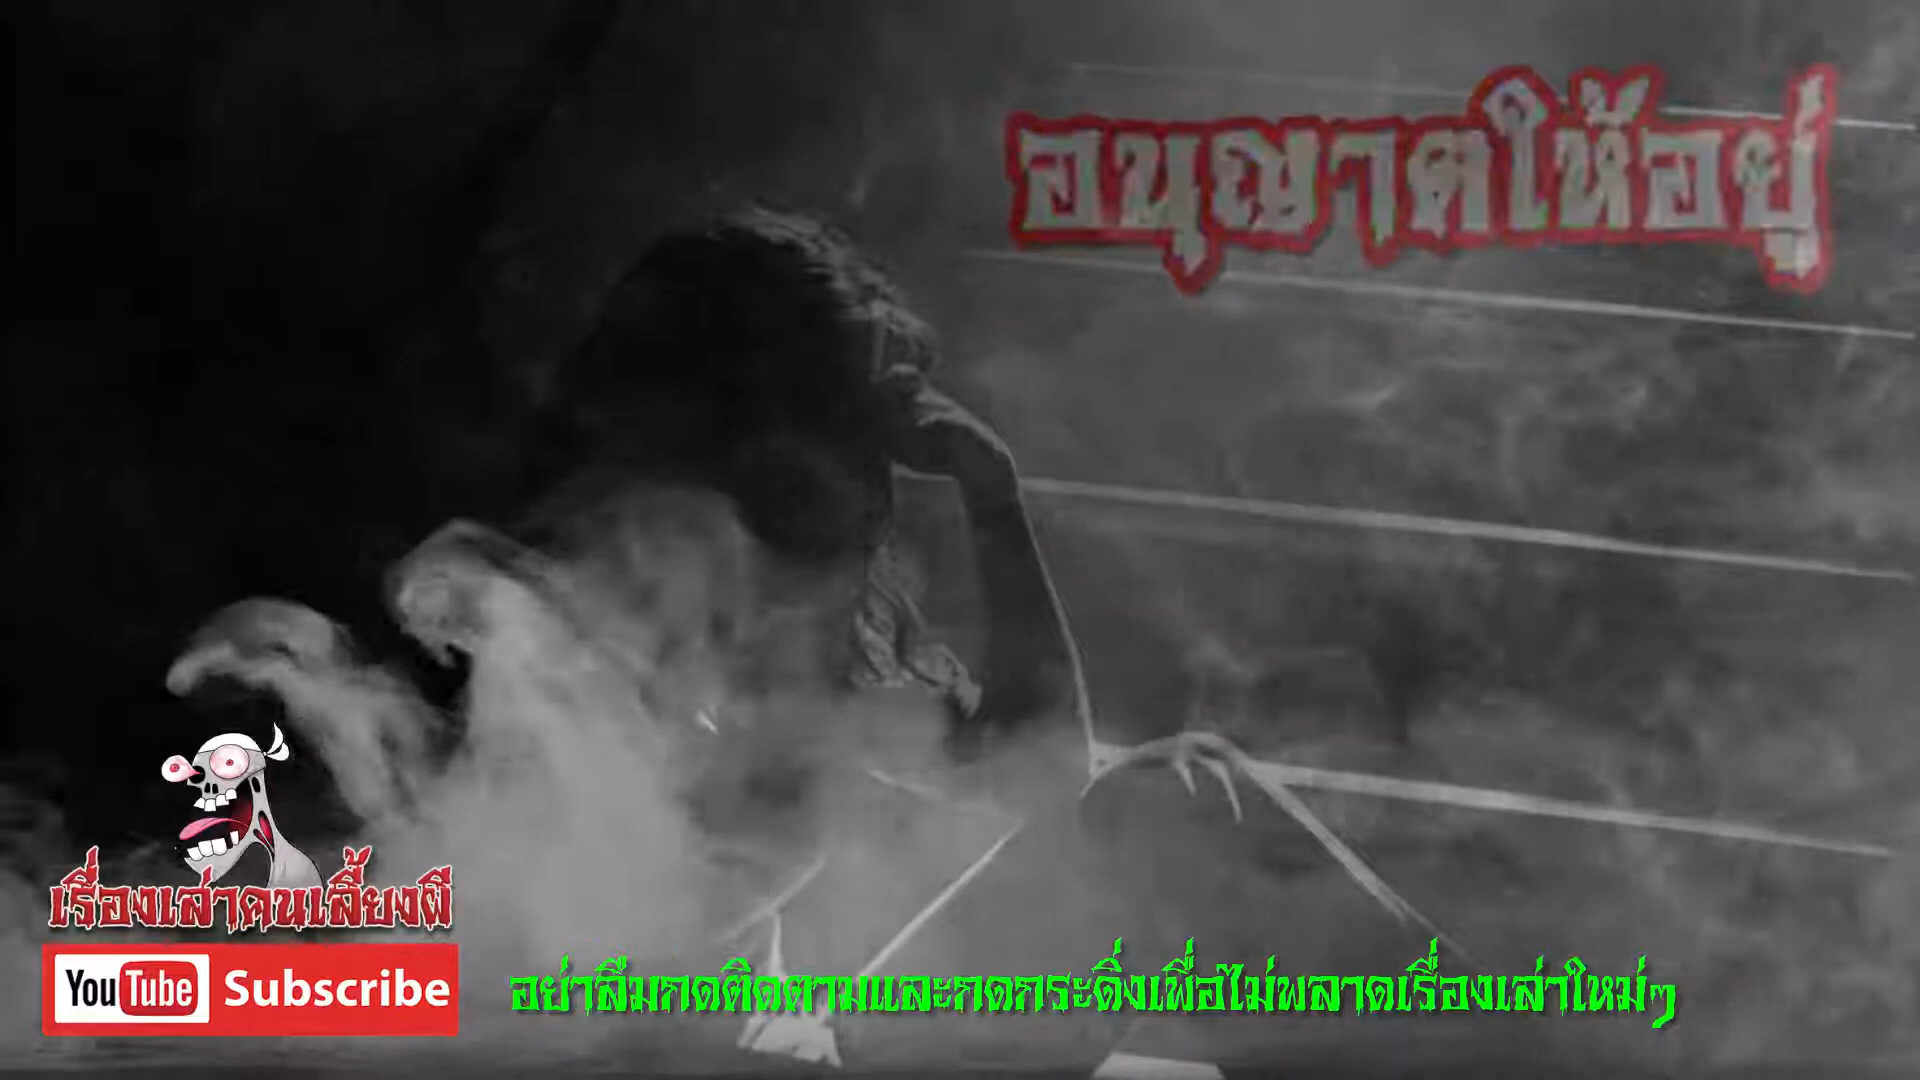 อนุญาตให้อยู่
เรื่องเล่าคนเลี้ยงผี
YouTube Subscribe
อย่าลืมกดติดตามและกดกระดิ่งเพื่อไม่พลาดเรื่องเล่าใหม่ๆ